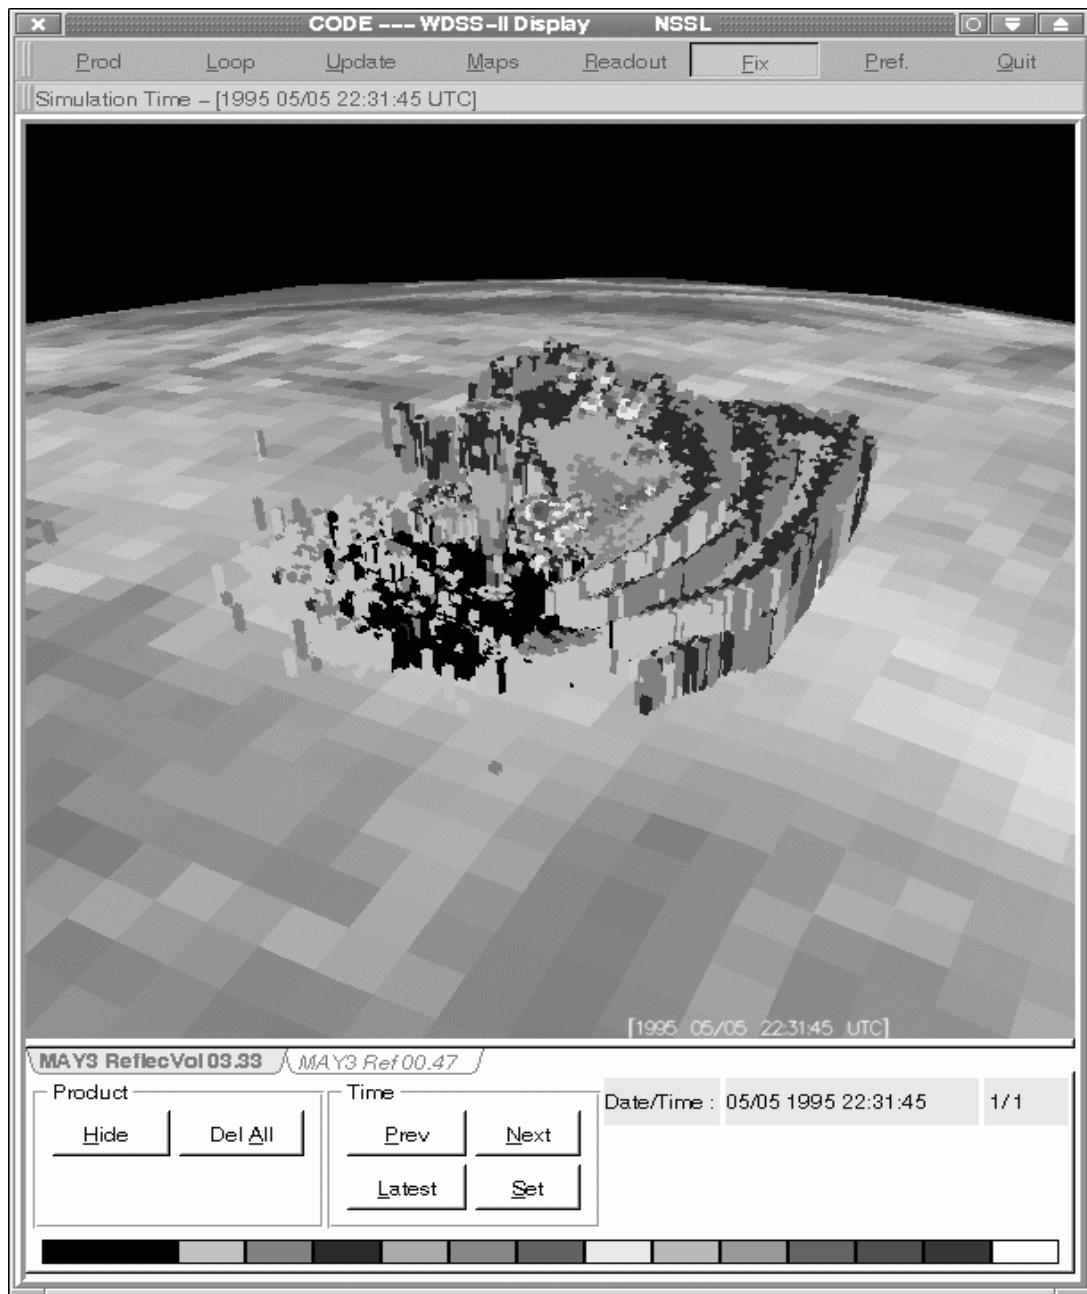 CODE --- WDSS-II Display NSSL
Prod Loop Update Maps Readout Fix Pref. Quit
Simulation Time - [1995 05/05 22:31:45 UTC]
[1995 05/05 22:31:45 UTC]
MAY3 ReflecVol 03.33 MAY3 Ref 00.47
Product Time Date/Time : 05/05 1995 22:31:45 1/1
Hide Del All Prev Next
Latest Set